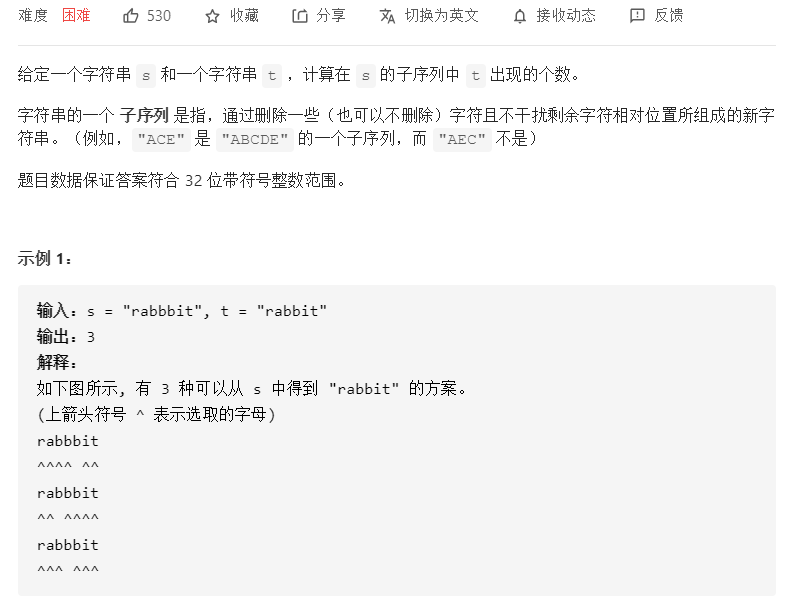 难度 困难 530 收藏 分享 切换为英文 接收动态 反馈
给定一个字符串 s 和一个字符串 t ，计算在 s 的子序列中 t 出现的个数。
字符串的一个 子序列 是指，通过删除一些（也可以不删除）字符且不干扰剩余字符相对位置所组成的新字
符串。（例如，"ACE" 是 "ABCDE" 的一个子序列，而 "AEC" 不是）
题目数据保证答案符合 32 位带符号整数范围。
示例 1：
输入：s = "rabbbit", t = "rabbit"
输出：3
解释：
如下图所示, 有 3 种可以从 s 中得到 "rabbit" 的方案。
(上箭头符号 ^ 表示选取的字母)
rabbbit
^^^^ ^^
rabbbit
^^ ^^^^
rabbbit
^^^ ^^^